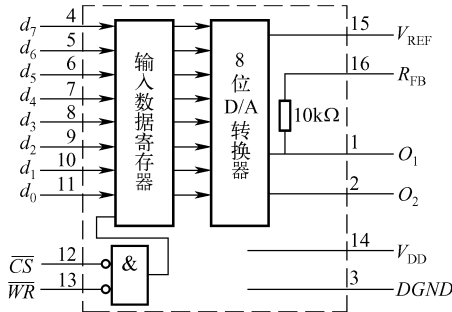 d7 4
d6 5
d5 6
d4 7
d3 8
d2 9
d1 10
d0 11
输入数据寄存器
8位D/A转换器
15 VREF
16 RFB
10kΩ
1 O1
2 O2
C̅S̅ 12
W̅R̅ 13
&
14 VDD
3 DGND